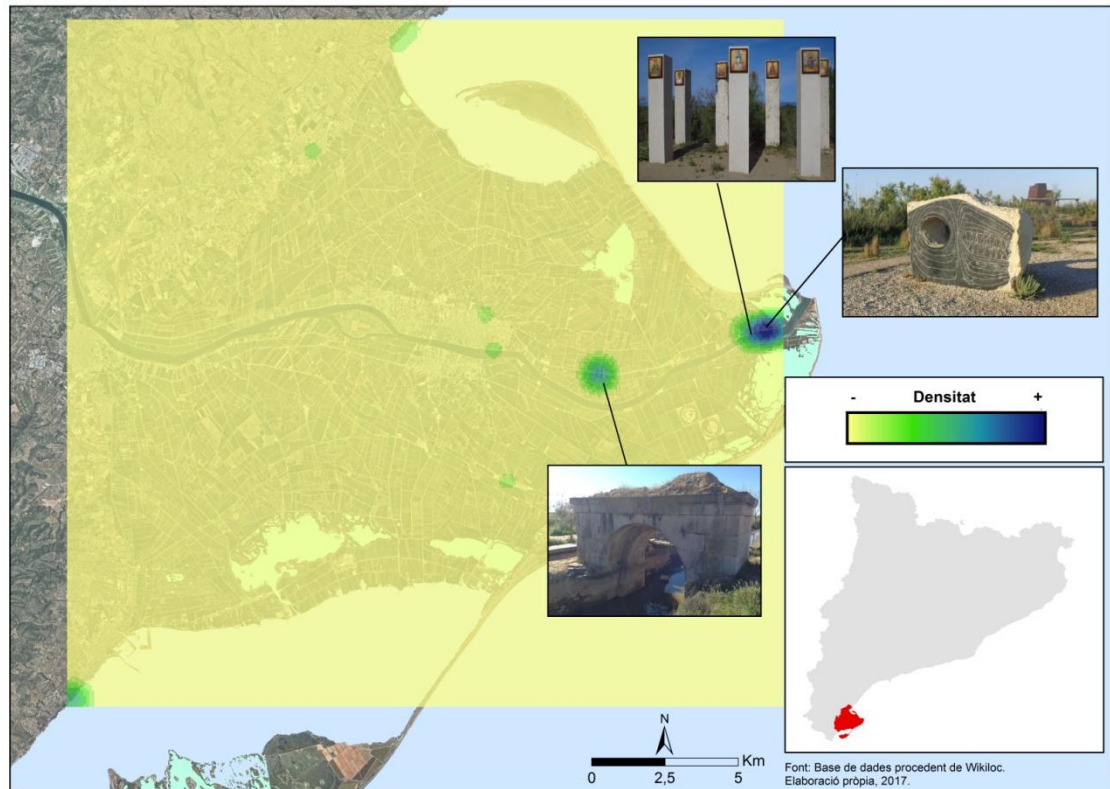 - Densitat +
N
Km
0 2,5 5
Font: Base de dades procedent de Wikiloc.
Elaboració pròpia, 2017.